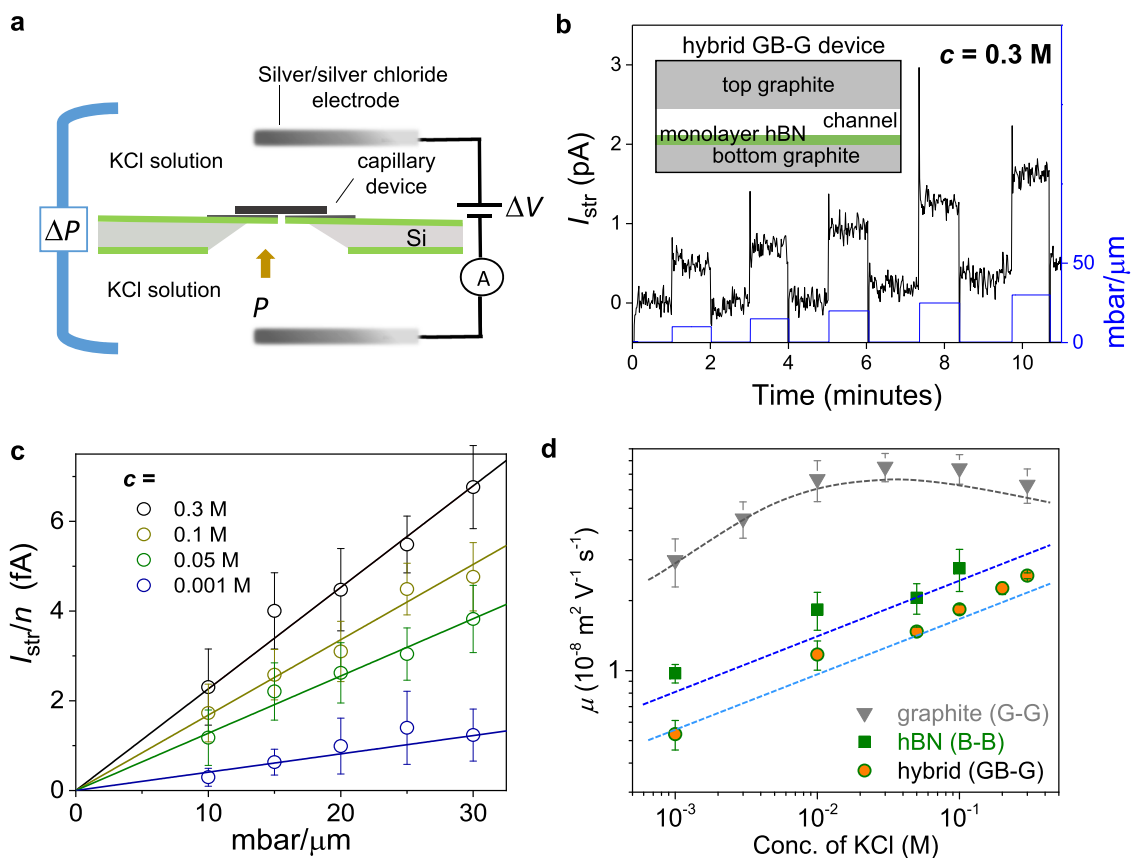 a
Silver/silver chloride
electrode
KCl solution
capillary
device
ΔP
Si
ΔV
A
KCl solution
P
b
hybrid GB-G device
c = 0.3 M
top graphite
channel
monolayer hBN
bottom graphite
3
2
1
0
Istr (pA)
50
0
mbar/μm
0 2 4 6 8 10
Time (minutes)
c
c =
0.3 M
0.1 M
0.05 M
0.001 M
6
4
2
0
Istr/n (fA)
0 10 20 30
mbar/μm
d
μ (10⁻⁸ m² V⁻¹ s⁻¹)
1
graphite (G-G)
hBN (B-B)
hybrid (GB-G)
10⁻³ 10⁻² 10⁻¹
Conc. of KCl (M)